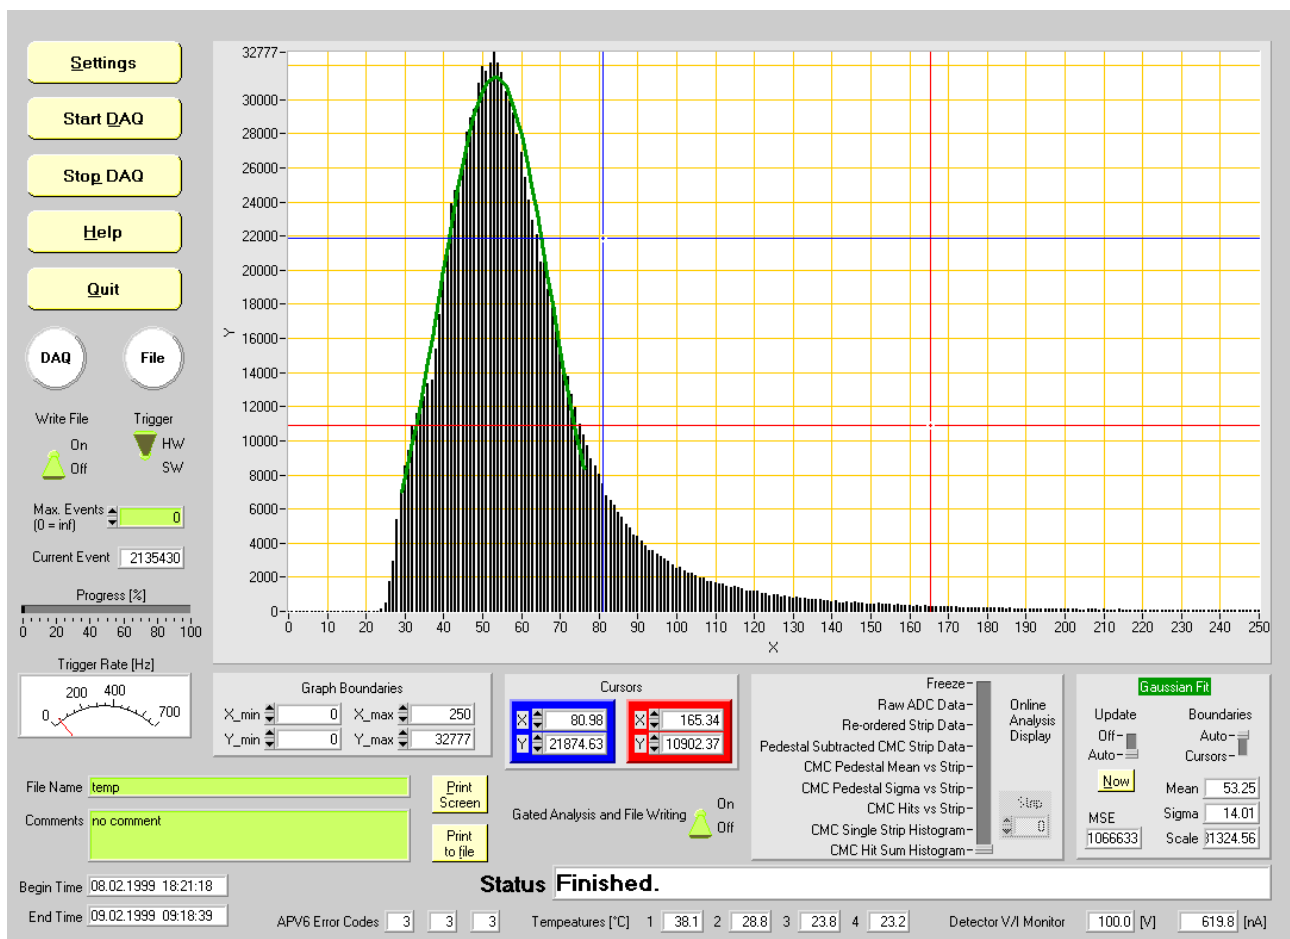 Settings
Start DAQ
Stop DAQ
Help
Quit
DAQ File
Write File Trigger
On HW
Off SW
Max. Events
(0 = inf) 0
Current Event 2135430
Progress [%]
0 20 40 60 80 100
Trigger Rate [Hz]
0 200 400 700
32777
30000
28000
26000
24000
22000
20000
18000
16000
14000
12000
10000
8000
6000
4000
2000
0
Y
0 10 20 30 40 50 60 70 80 90 100 110 120 130 140 150 160 170 180 190 200 210 220 230 240 250
X
Graph Boundaries
X_min 0 X_max 250
Y_min 0 Y_max 32777
Cursors
X 80.98 X 165.34
Y 21874.63 Y 10902.37
Freeze
Raw ADC Data
Re-ordered Strip Data
Pedestal Subtracted CMC Strip Data
CMC Pedestal Mean vs Strip
CMC Pedestal Sigma vs Strip
CMC Hits vs Strip
CMC Single Strip Histogram
CMC Hit Sum Histogram
Online
Analysis
Display
Strip
0
Gaussian Fit
Update Boundaries
Off Auto
Auto Cursors
Now Mean 53.25
MSE Sigma 14.01
1066633 Scale 31324.56
File Name temp
Comments no comment
Print
Screen
Print
to file
Gated Analysis and File Writing On
Off
Begin Time 08.02.1999 18:21:18
End Time 09.02.1999 09:18:39
Status Finished.
APV6 Error Codes 3 3 3 Tempeatures [°C] 1 38.1 2 28.8 3 23.8 4 23.2 Detector V/I Monitor 100.0 [V] 619.8 [nA]